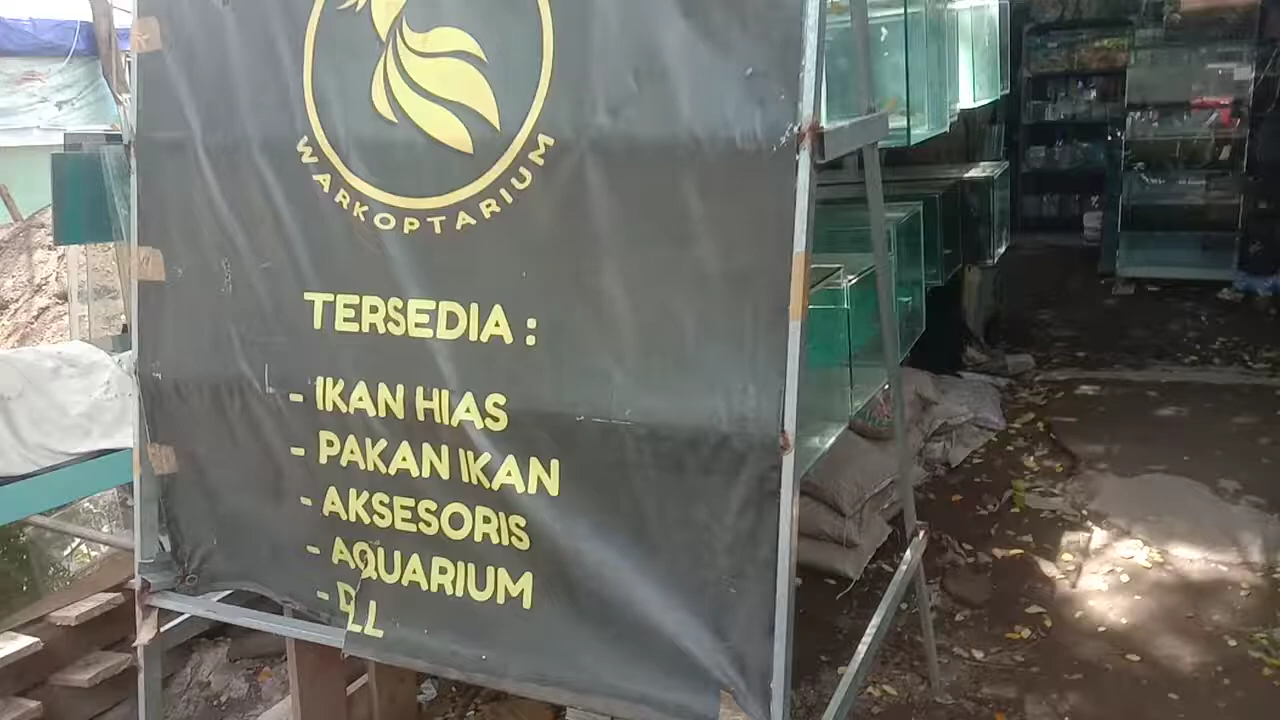 WARKOPTARIUM
TERSEDIA :
- IKAN HIAS
- PAKAN IKAN
- AKSESORIS
- AQUARIUM
- DLL